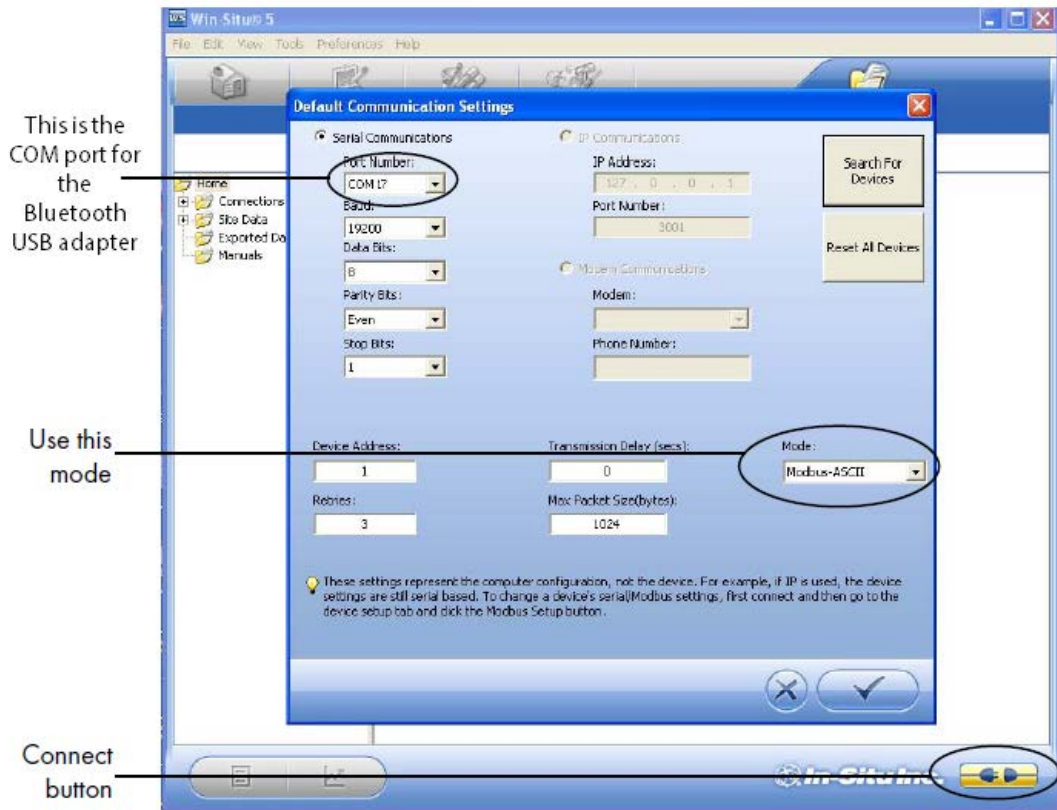 Win-Situ® 5
File Edit View Tools Preferences Help
Default Communication Settings
This is the
COM port for
the
Bluetooth
USB adapter
Home
Connections
Site Data
Exported Da
Manuals
Serial Communications
Port Number:
COM17
Baud:
19200
Data Bits:
8
Parity Bits:
Even
Stop Bits:
1
IP Communications
IP Address:
127 . 0 . 0 . 1
Port Number:
3001
Modem Communications
Modem:
Phone Number:
Search For
Devices
Reset All Devices
Use this
mode
Device Address:
1
Retries:
3
Transmission Delay (secs):
0
Max Packet Size(bytes):
1024
Mode:
Modbus-ASCII
These settings represent the computer configuration, not the device. For example, if IP is used, the device
settings are still serial based. To change a device's serial/Modbus settings, first connect and then go to the
device setup tab and click the Modbus Setup button.
Connect
button
In-Situ Inc.